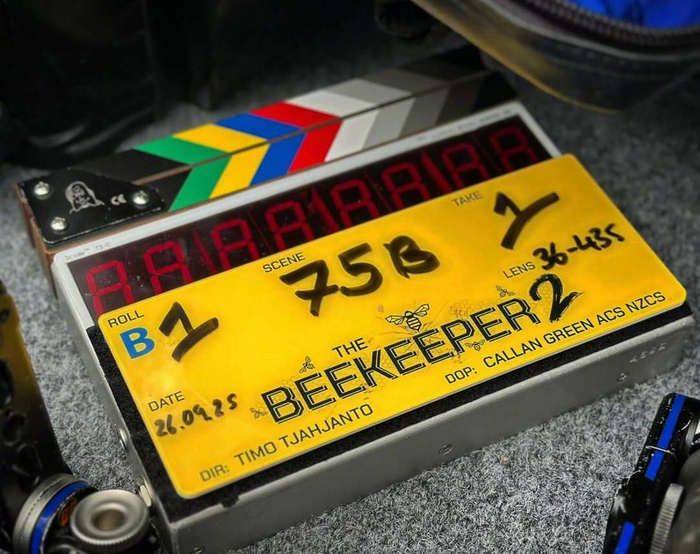 SCENE
TAKE
75B
1
ROLL
B1
LENS 36-435
THE
BEEKEEPER 2
DATE
26.09.25
DIR: TIMO TJAHJANTO
DOP: CALLAN GREEN ACS NZCS